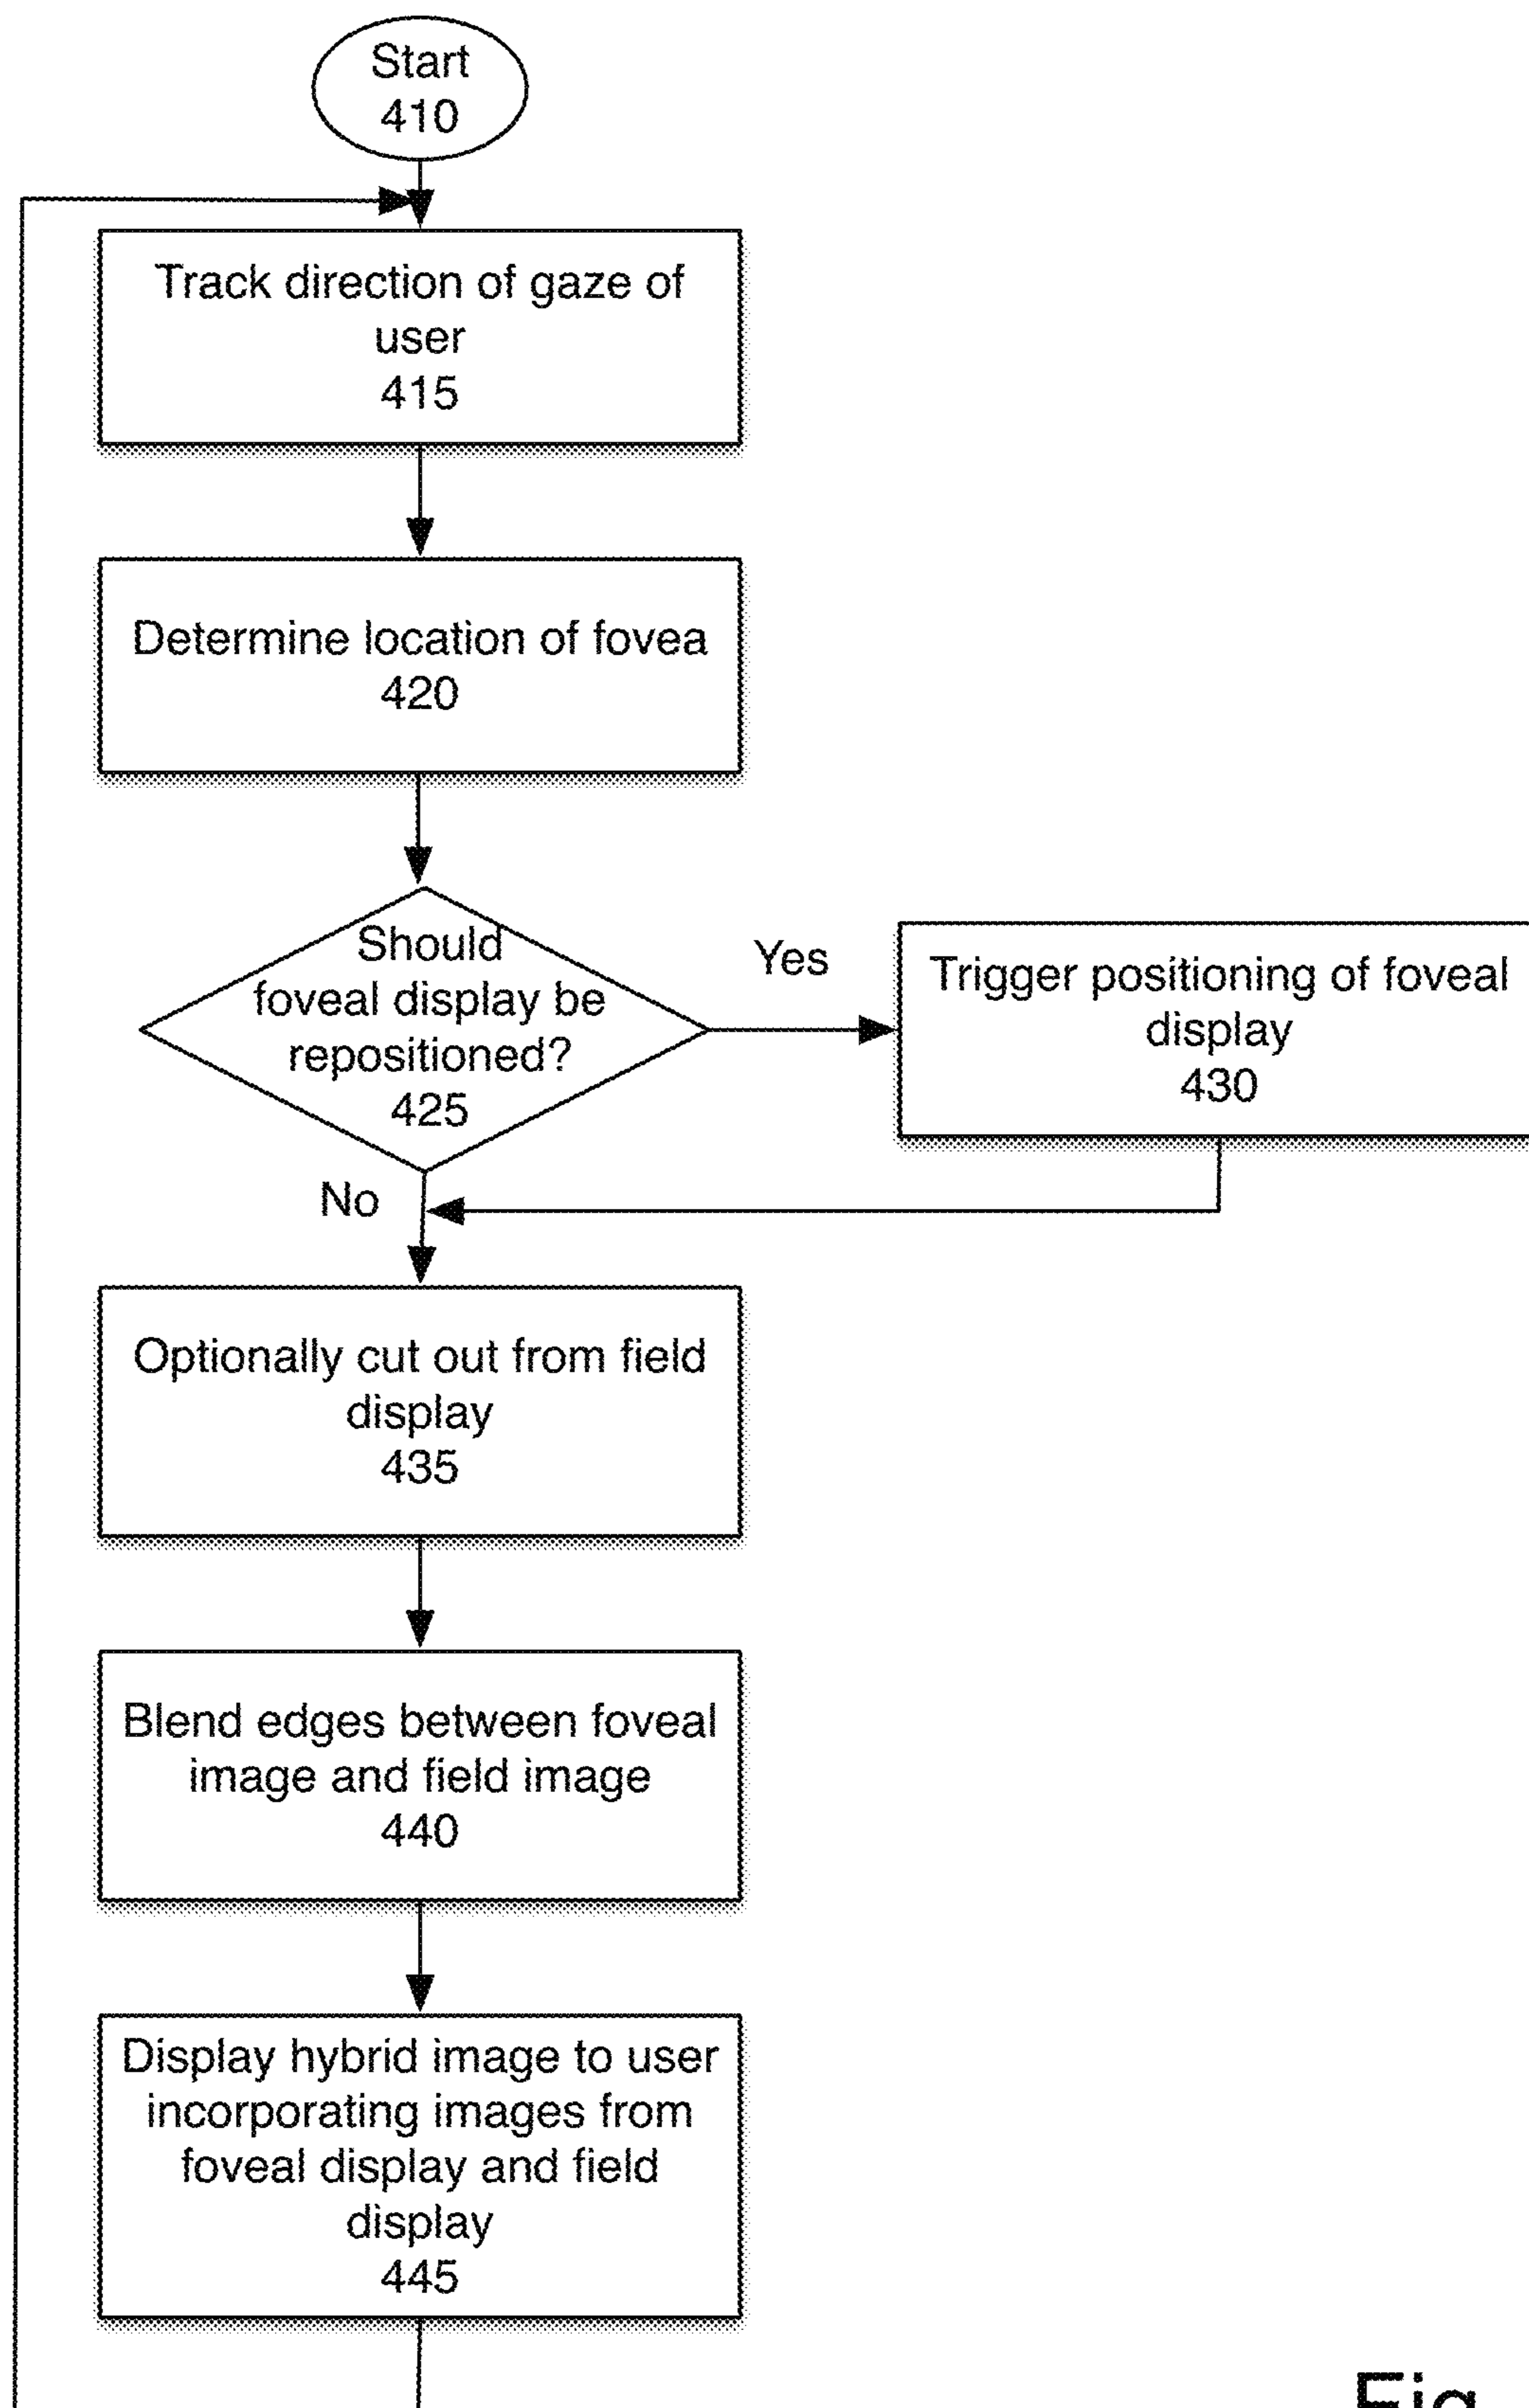 Start
410
Track direction of gaze of
user
415
Determine location of fovea
420
Should
foveal display be
repositioned?
425
Yes
Trigger positioning of foveal
display
430
No
Optionally cut out from field
display
435
Blend edges between foveal
image and field image
440
Display hybrid image to user
incorporating images from
foveal display and field
display
445
Fig